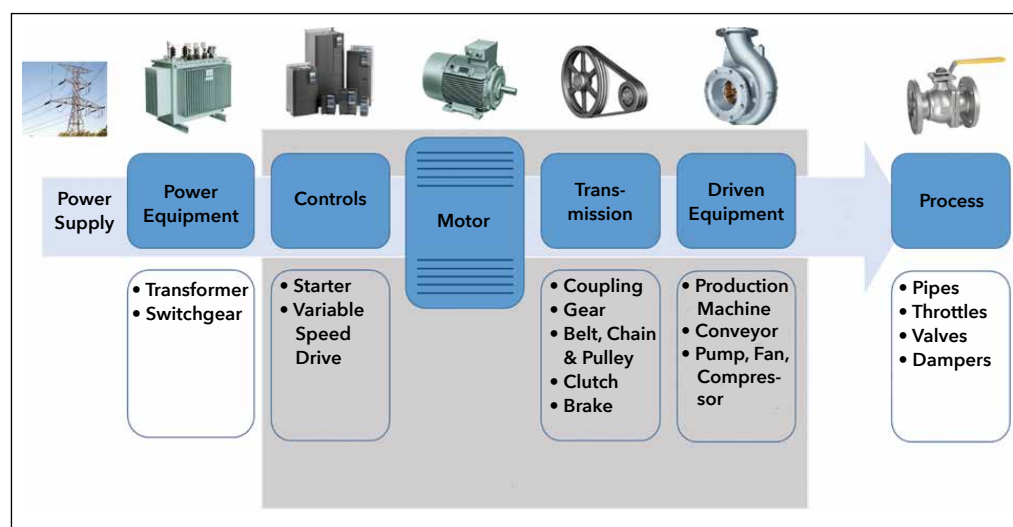 Power
Supply
Power
Equipment
Controls
Motor
Trans-
mission
Driven
Equipment
Process
• Transformer
• Switchgear
• Starter
• Variable
Speed
Drive
• Coupling
• Gear
• Belt, Chain
& Pulley
• Clutch
• Brake
• Production
Machine
• Conveyor
• Pump, Fan,
Compres-
sor
• Pipes
• Throttles
• Valves
• Dampers